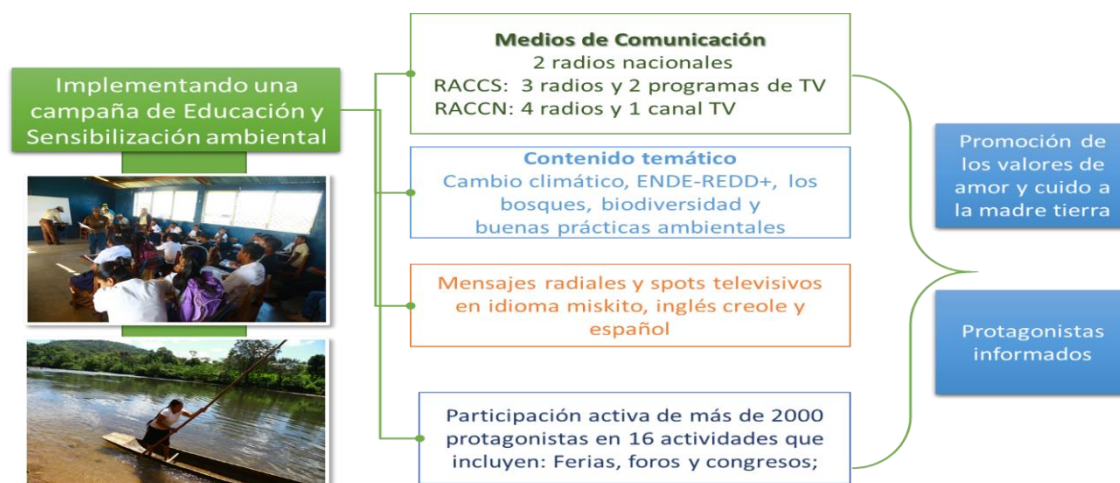 Implementando una
campaña de Educación y
Sensibilización ambiental
Medios de Comunicación
2 radios nacionales
RACCS: 3 radios y 2 programas de TV
RACCN: 4 radios y 1 canal TV
Contenido temático
Cambio climático, ENDE-REDD+, los
bosques, biodiversidad y
buenas prácticas ambientales
Mensajes radiales y spots televisivos
en idioma miskito, inglés creole y
español
Participación activa de más de 2000
protagonistas en 16 actividades que
incluyen: Ferias, foros y congresos;
Promoción de
los valores de
amor y cuido a
la madre tierra
Protagonistas
informados